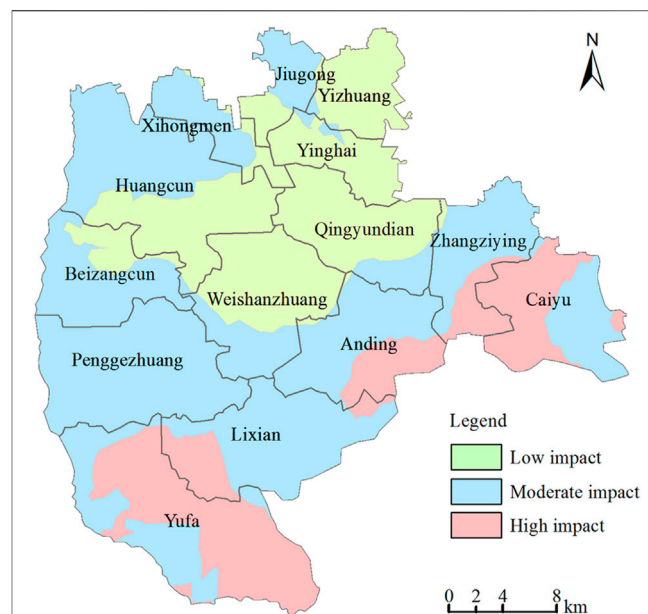 N
Jiugong
Yizhuang
Xihongmen
Yinghai
Huangcun
Qingyundian
Zhangziying
Beizangcun
Weishanzhuang
Caiyu
Anding
Penggezhuang
Lixian
Yufa
Legend
Low impact
Moderate impact
High impact
0 2 4 8
km